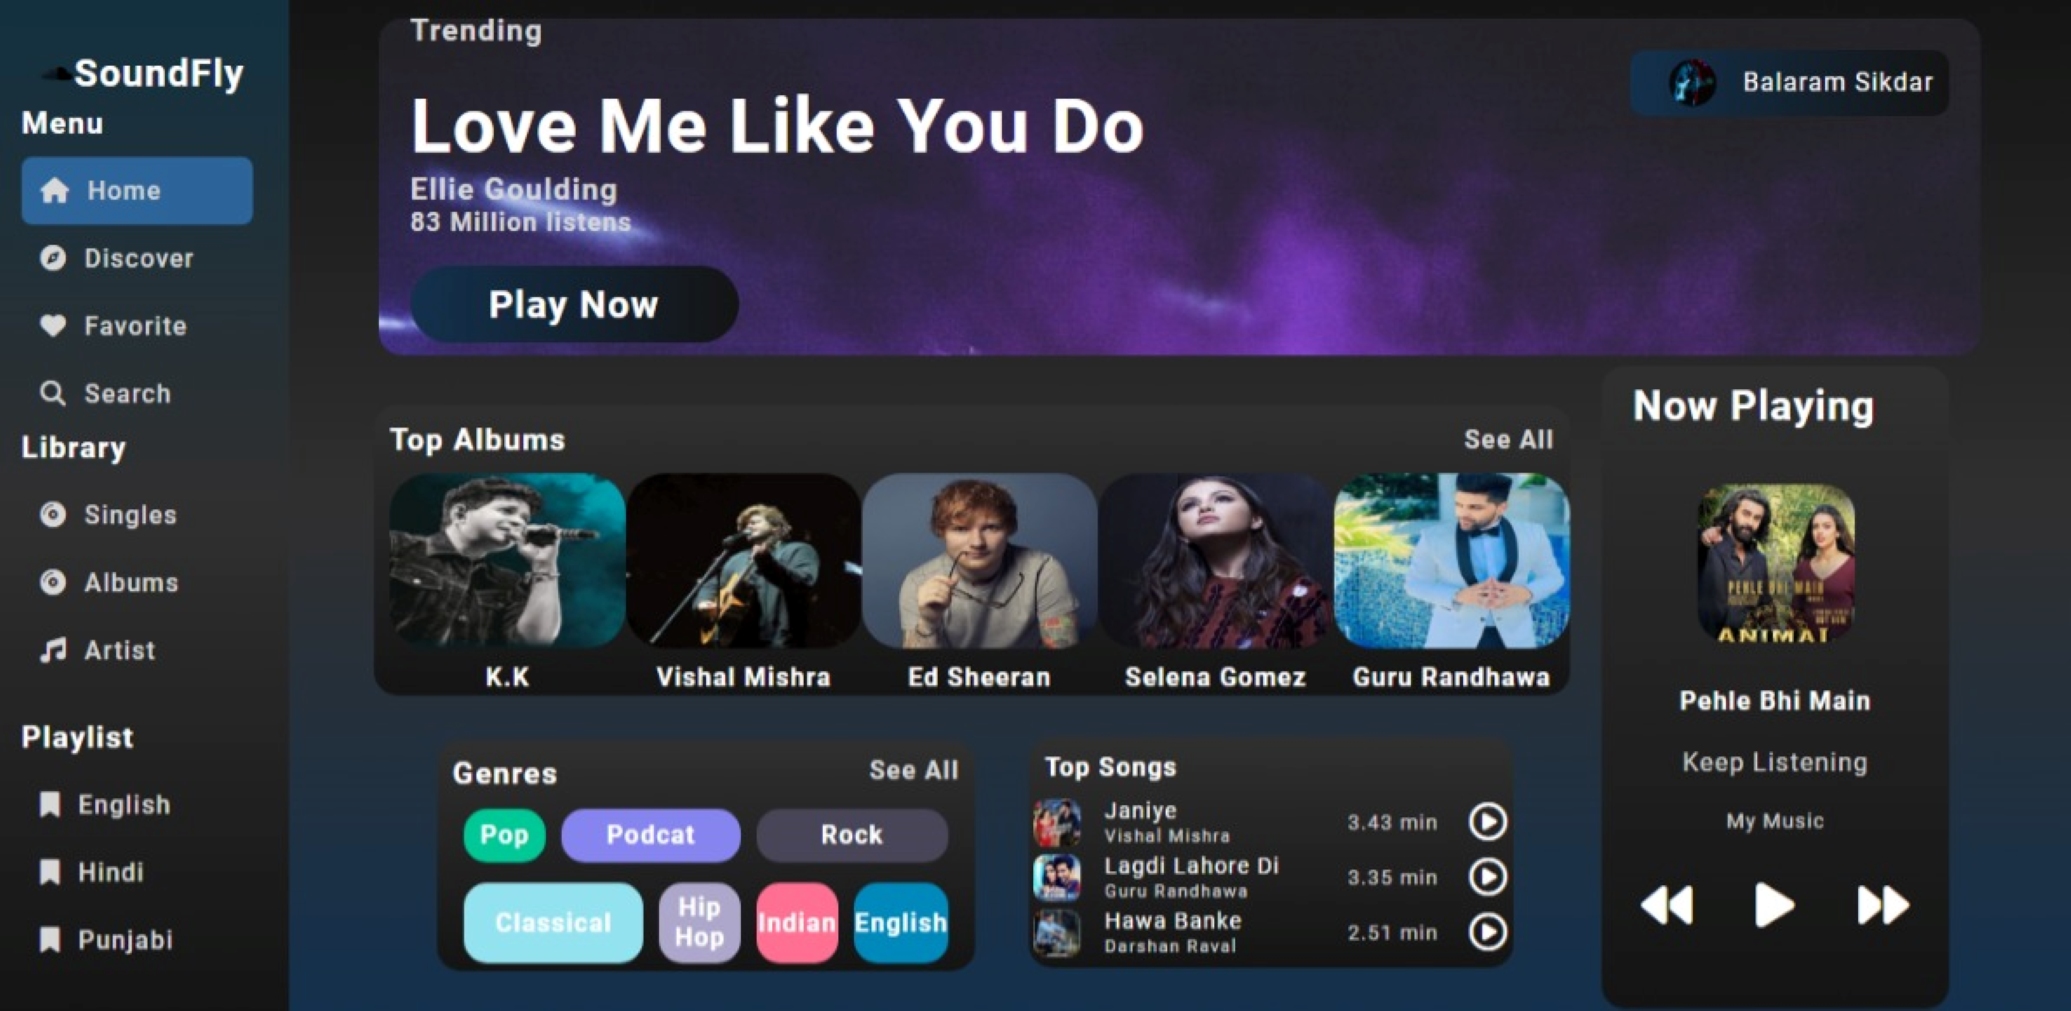 SoundFly
Menu
Home
Discover
Favorite
Search
Library
Singles
Albums
Artist
Playlist
English
Hindi
Punjabi
Trending
Love Me Like You Do
Ellie Goulding
83 Million listens
Play Now
Balaram Sikdar
Top Albums
See All
K.K
Vishal Mishra
Ed Sheeran
Selena Gomez
Guru Randhawa
Genres
See All
Pop
Podcat
Rock
Classical
Hip
Hop
Indian
English
Top Songs
Janiye
Vishal Mishra
3.43 min
Lagdi Lahore Di
Guru Randhawa
3.35 min
Hawa Banke
Darshan Raval
2.51 min
Now Playing
PEHLE BHI MAIN
ANIMAL
Pehle Bhi Main
Keep Listening
My Music